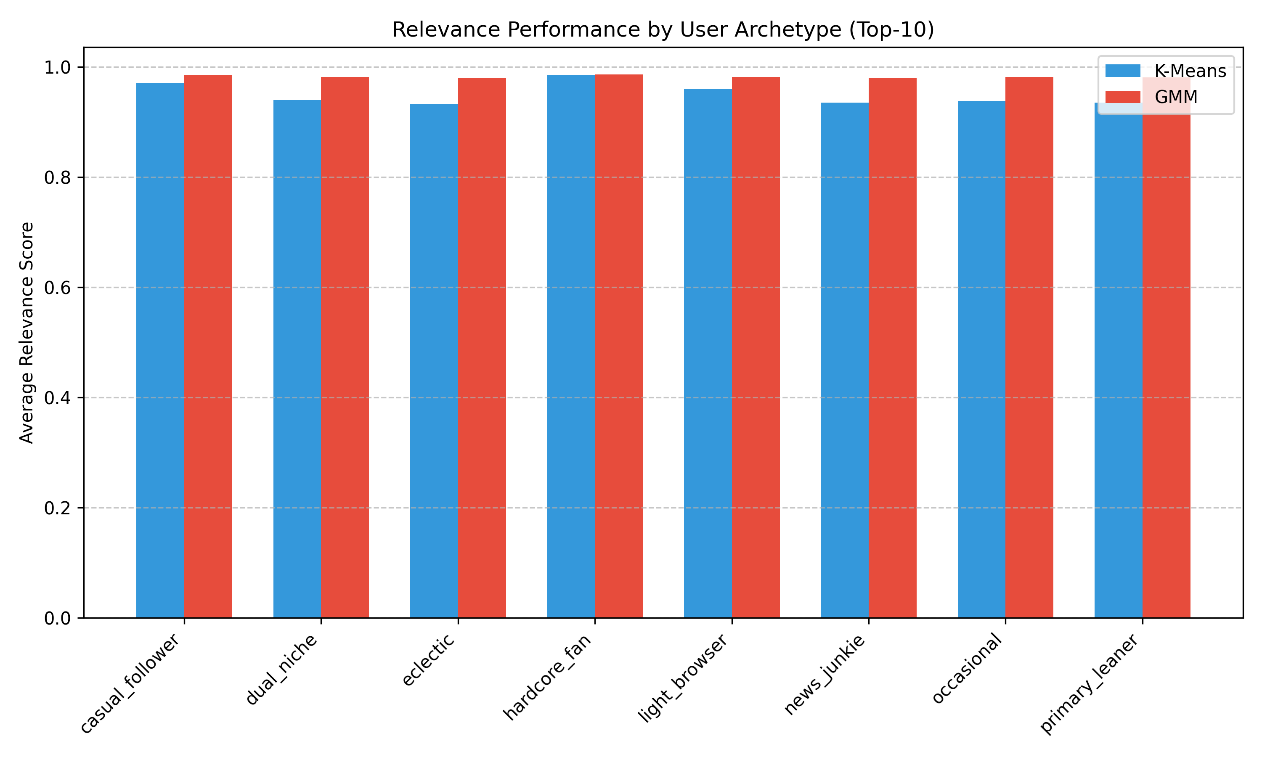 Relevance Performance by User Archetype (Top-10)
K-Means
GMM
Average Relevance Score
1.0
0.8
0.6
0.4
0.2
0.0
casual_follower
dual_niche
eclectic
hardcore_fan
light_browser
news_junkie
occasional
primary_leaner